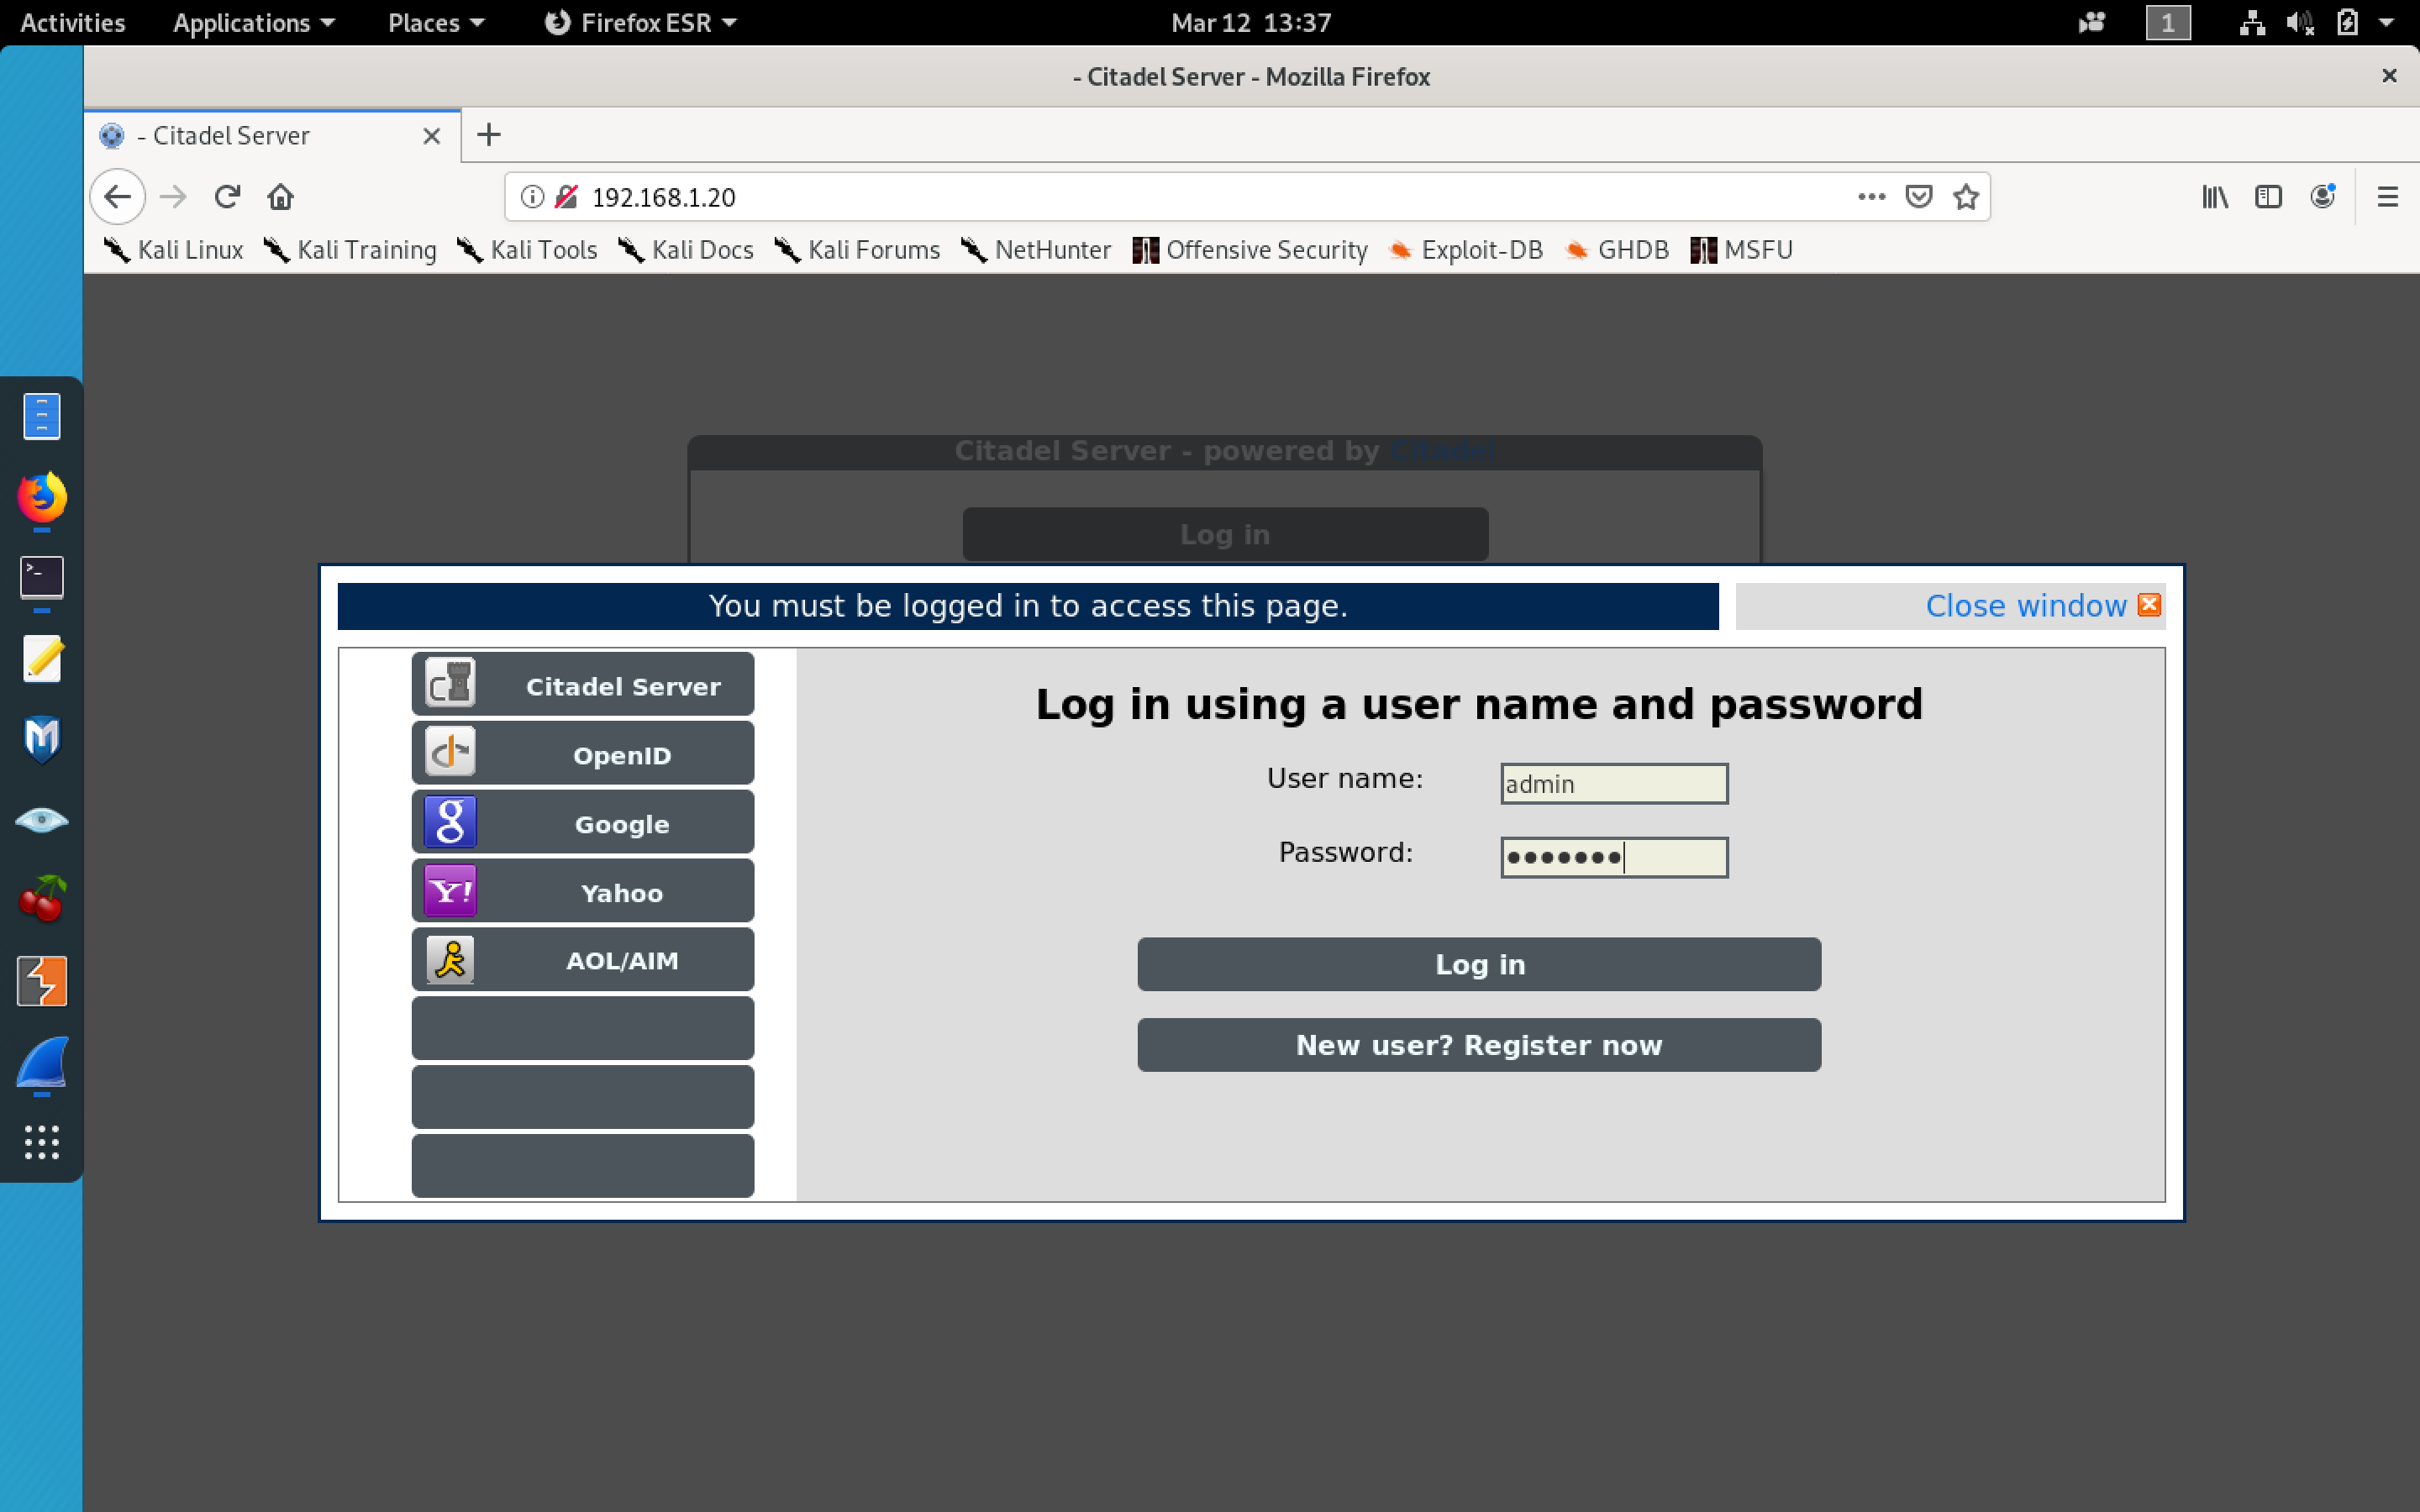 Activities Applications Places Firefox ESR Mar 12 13:37 1
- Citadel Server - Mozilla Firefox
- Citadel Server
192.168.1.20
Kali Linux Kali Training Kali Tools Kali Docs Kali Forums NetHunter Offensive Security Exploit-DB GHDB MSFU
Citadel Server - powered by Citadel
Log in
You must be logged in to access this page.
Close window
Citadel Server
OpenID
Google
Yahoo
AOL/AIM
Log in using a user name and password
User name: admin
Password: •••••••
Log in
New user? Register now